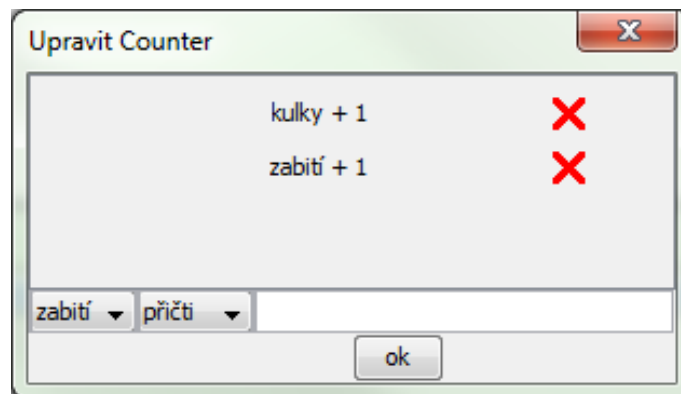 Upravit Counter
kulky + 1
zabití + 1
zabití přičti
ok